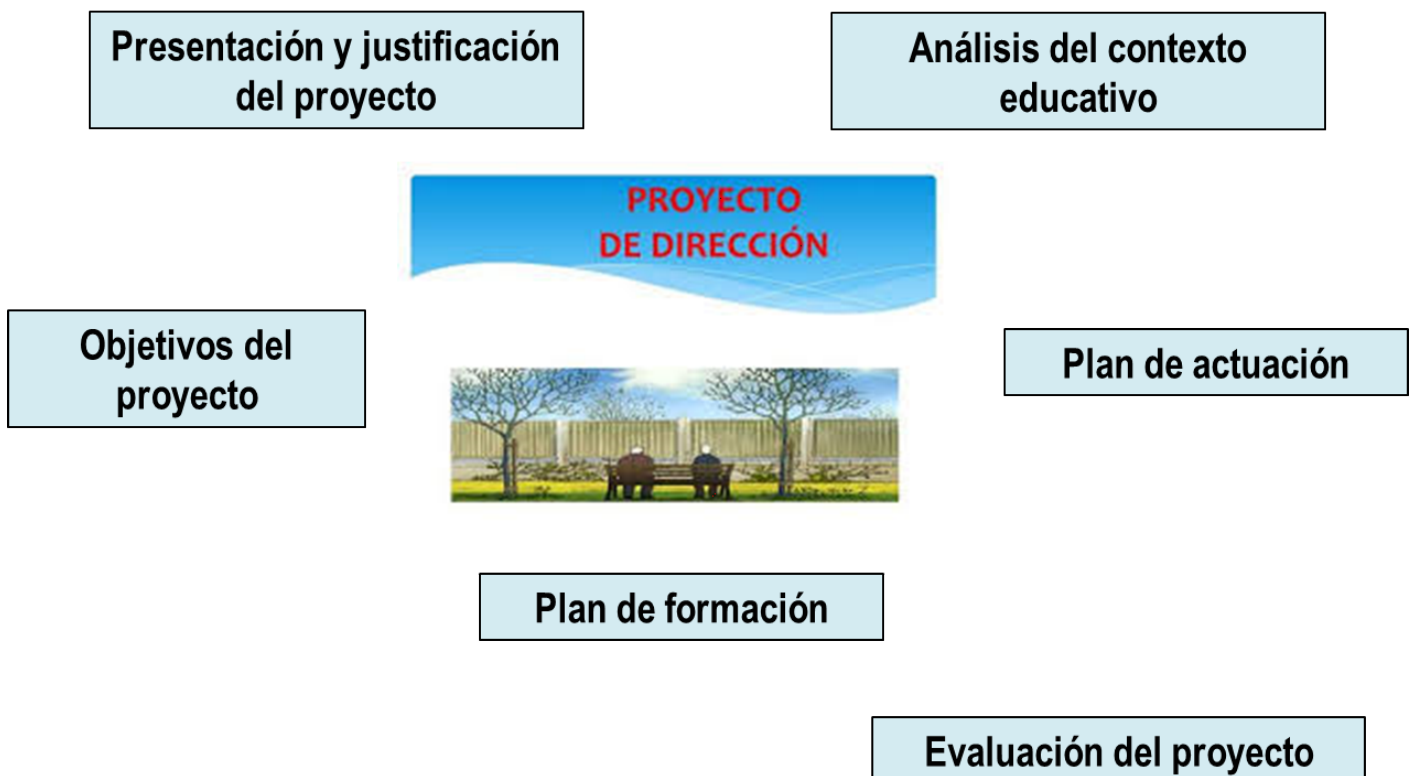 Presentación y justificación
del proyecto
Análisis del contexto
educativo
PROYECTO
DE DIRECCIÓN
Objetivos del
proyecto
Plan de actuación
Plan de formación
Evaluación del proyecto